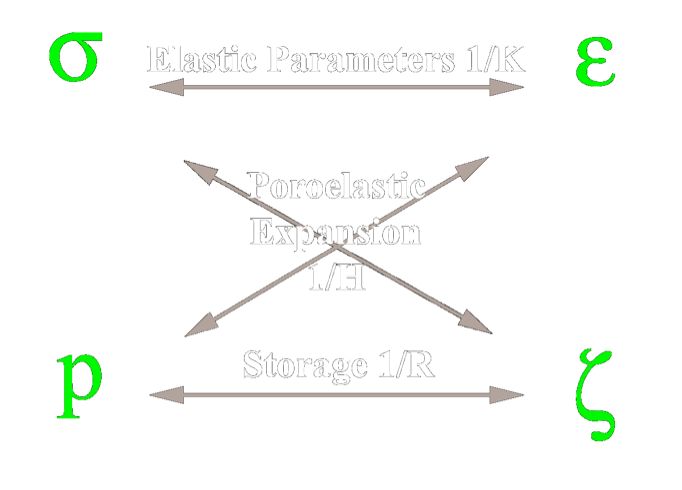 σ Elastic Parameters 1/K ε
Poroelastic
Expansion
1/H
p Storage 1/R ζ